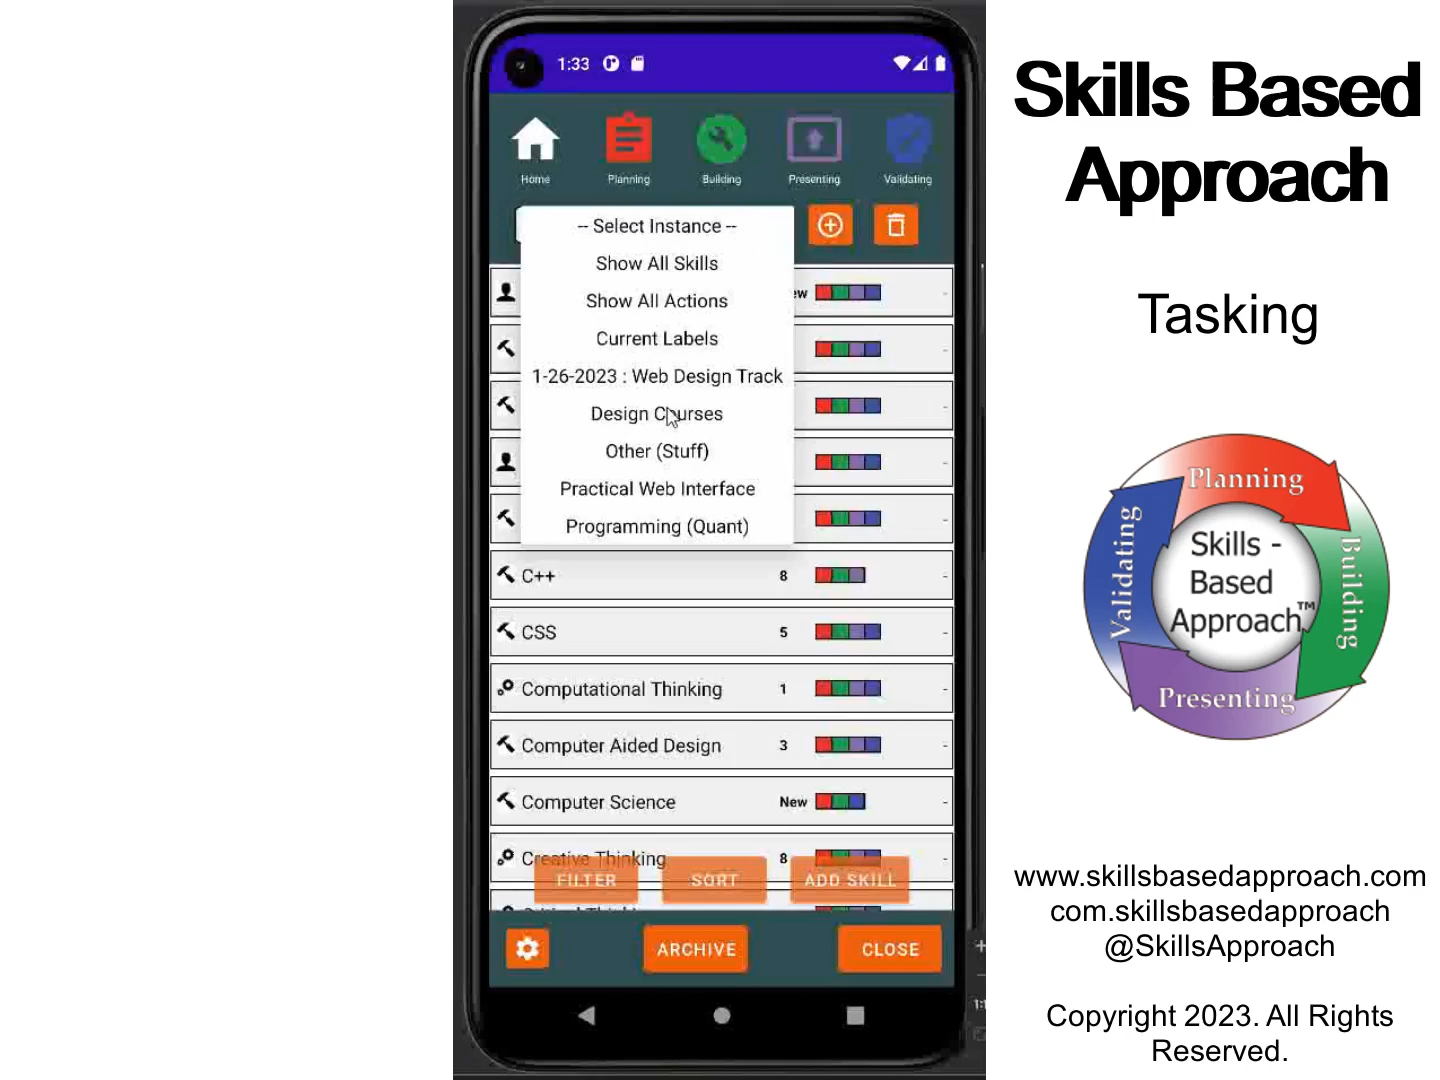 1:33
Skills Based
Approach
Home
Planning
Building
Presenting
Validating
-- Select Instance --
Show All Skills
Show All Actions
Current Labels
1-26-2023 : Web Design Track
Design Courses
Other (Stuff)
Practical Web Interface
Programming (Quant)
C++ 8 -
CSS 5 -
Computational Thinking 1 -
Computer Aided Design 3 -
Computer Science New -
Creative Thinking 8 -
FILTER
SORT
ADD SKILL
ARCHIVE
CLOSE
Tasking
Planning
Building
Presenting
Validating
Skills -
Based
Approach™
www.skillsbasedapproach.com
com.skillsbasedapproach
@SkillsApproach
Copyright 2023. All Rights
Reserved.